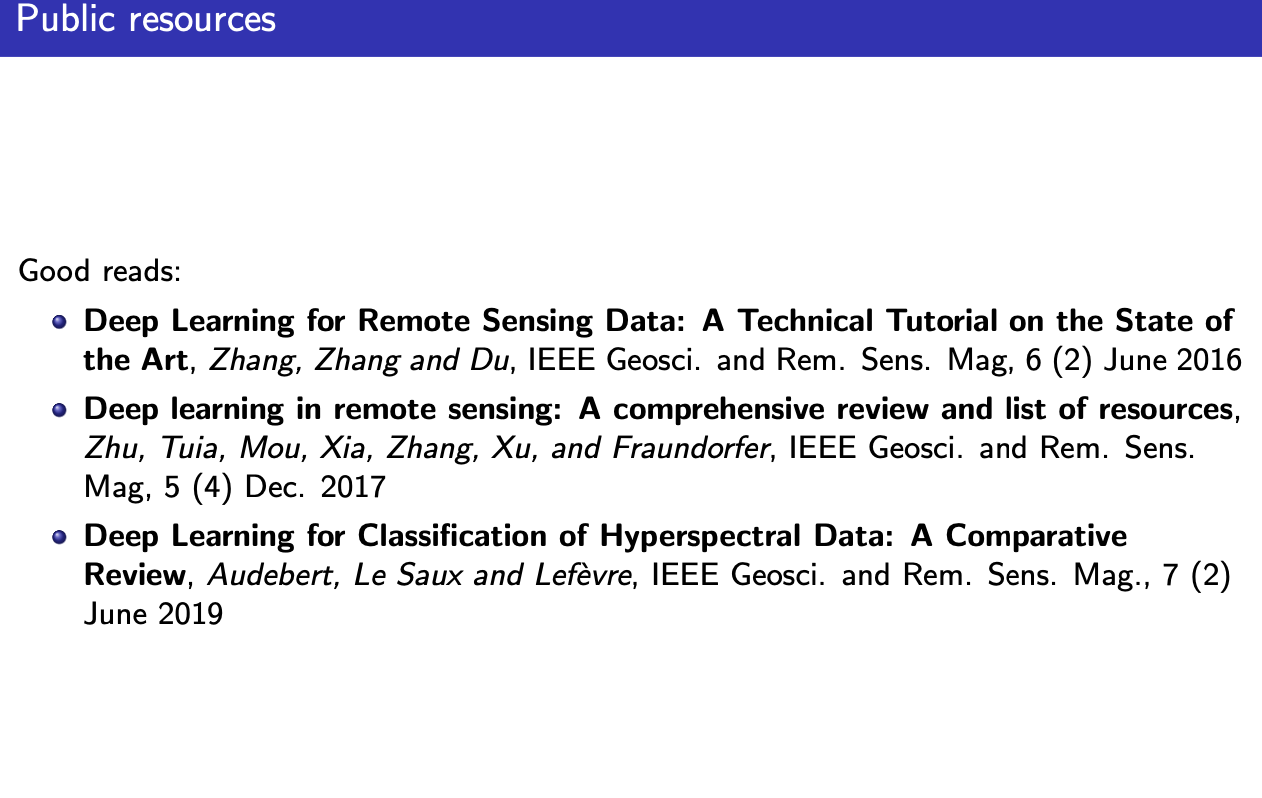 Public resources
Good reads:
Deep Learning for Remote Sensing Data: A Technical Tutorial on the State of
the Art, Zhang, Zhang and Du, IEEE Geosci. and Rem. Sens. Mag, 6 (2) June 2016
Deep learning in remote sensing: A comprehensive review and list of resources,
Zhu, Tuia, Mou, Xia, Zhang, Xu, and Fraundorfer, IEEE Geosci. and Rem. Sens.
Mag, 5 (4) Dec. 2017
Deep Learning for Classification of Hyperspectral Data: A Comparative
Review, Audebert, Le Saux and Lefèvre, IEEE Geosci. and Rem. Sens. Mag., 7 (2)
June 2019